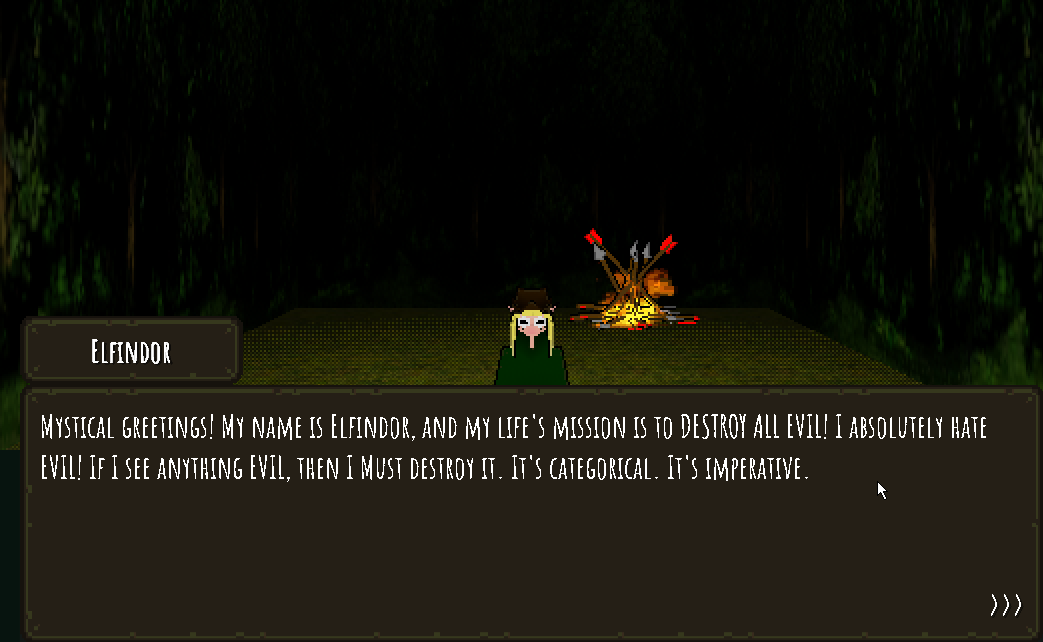 Elfindor
Mystical greetings! My name is Elfindor, and my life's mission is to DESTROY ALL EVIL! I absolutely hate
EVIL! If I see anything EVIL, then I Must destroy it. It's categorical. It's imperative.
>>>